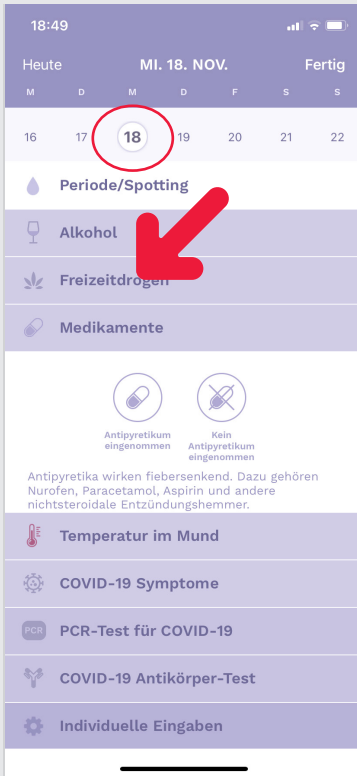 18:49
Heute MI. 18. NOV. Fertig
M D M D F S S
16 17 18 19 20 21 22
Periode/Spotting
Alkohol
Freizeitdrogen
Medikamente
Antipyretikum
eingenommen
Kein
Antipyretikum
eingenommen
Antipyretika wirken fiebersenkend. Dazu gehören
Nurofen, Paracetamol, Aspirin und andere
nichtsteroidale Entzündungshemmer.
Temperatur im Mund
COVID-19 Symptome
PCR PCR-Test für COVID-19
COVID-19 Antikörper-Test
Individuelle Eingaben